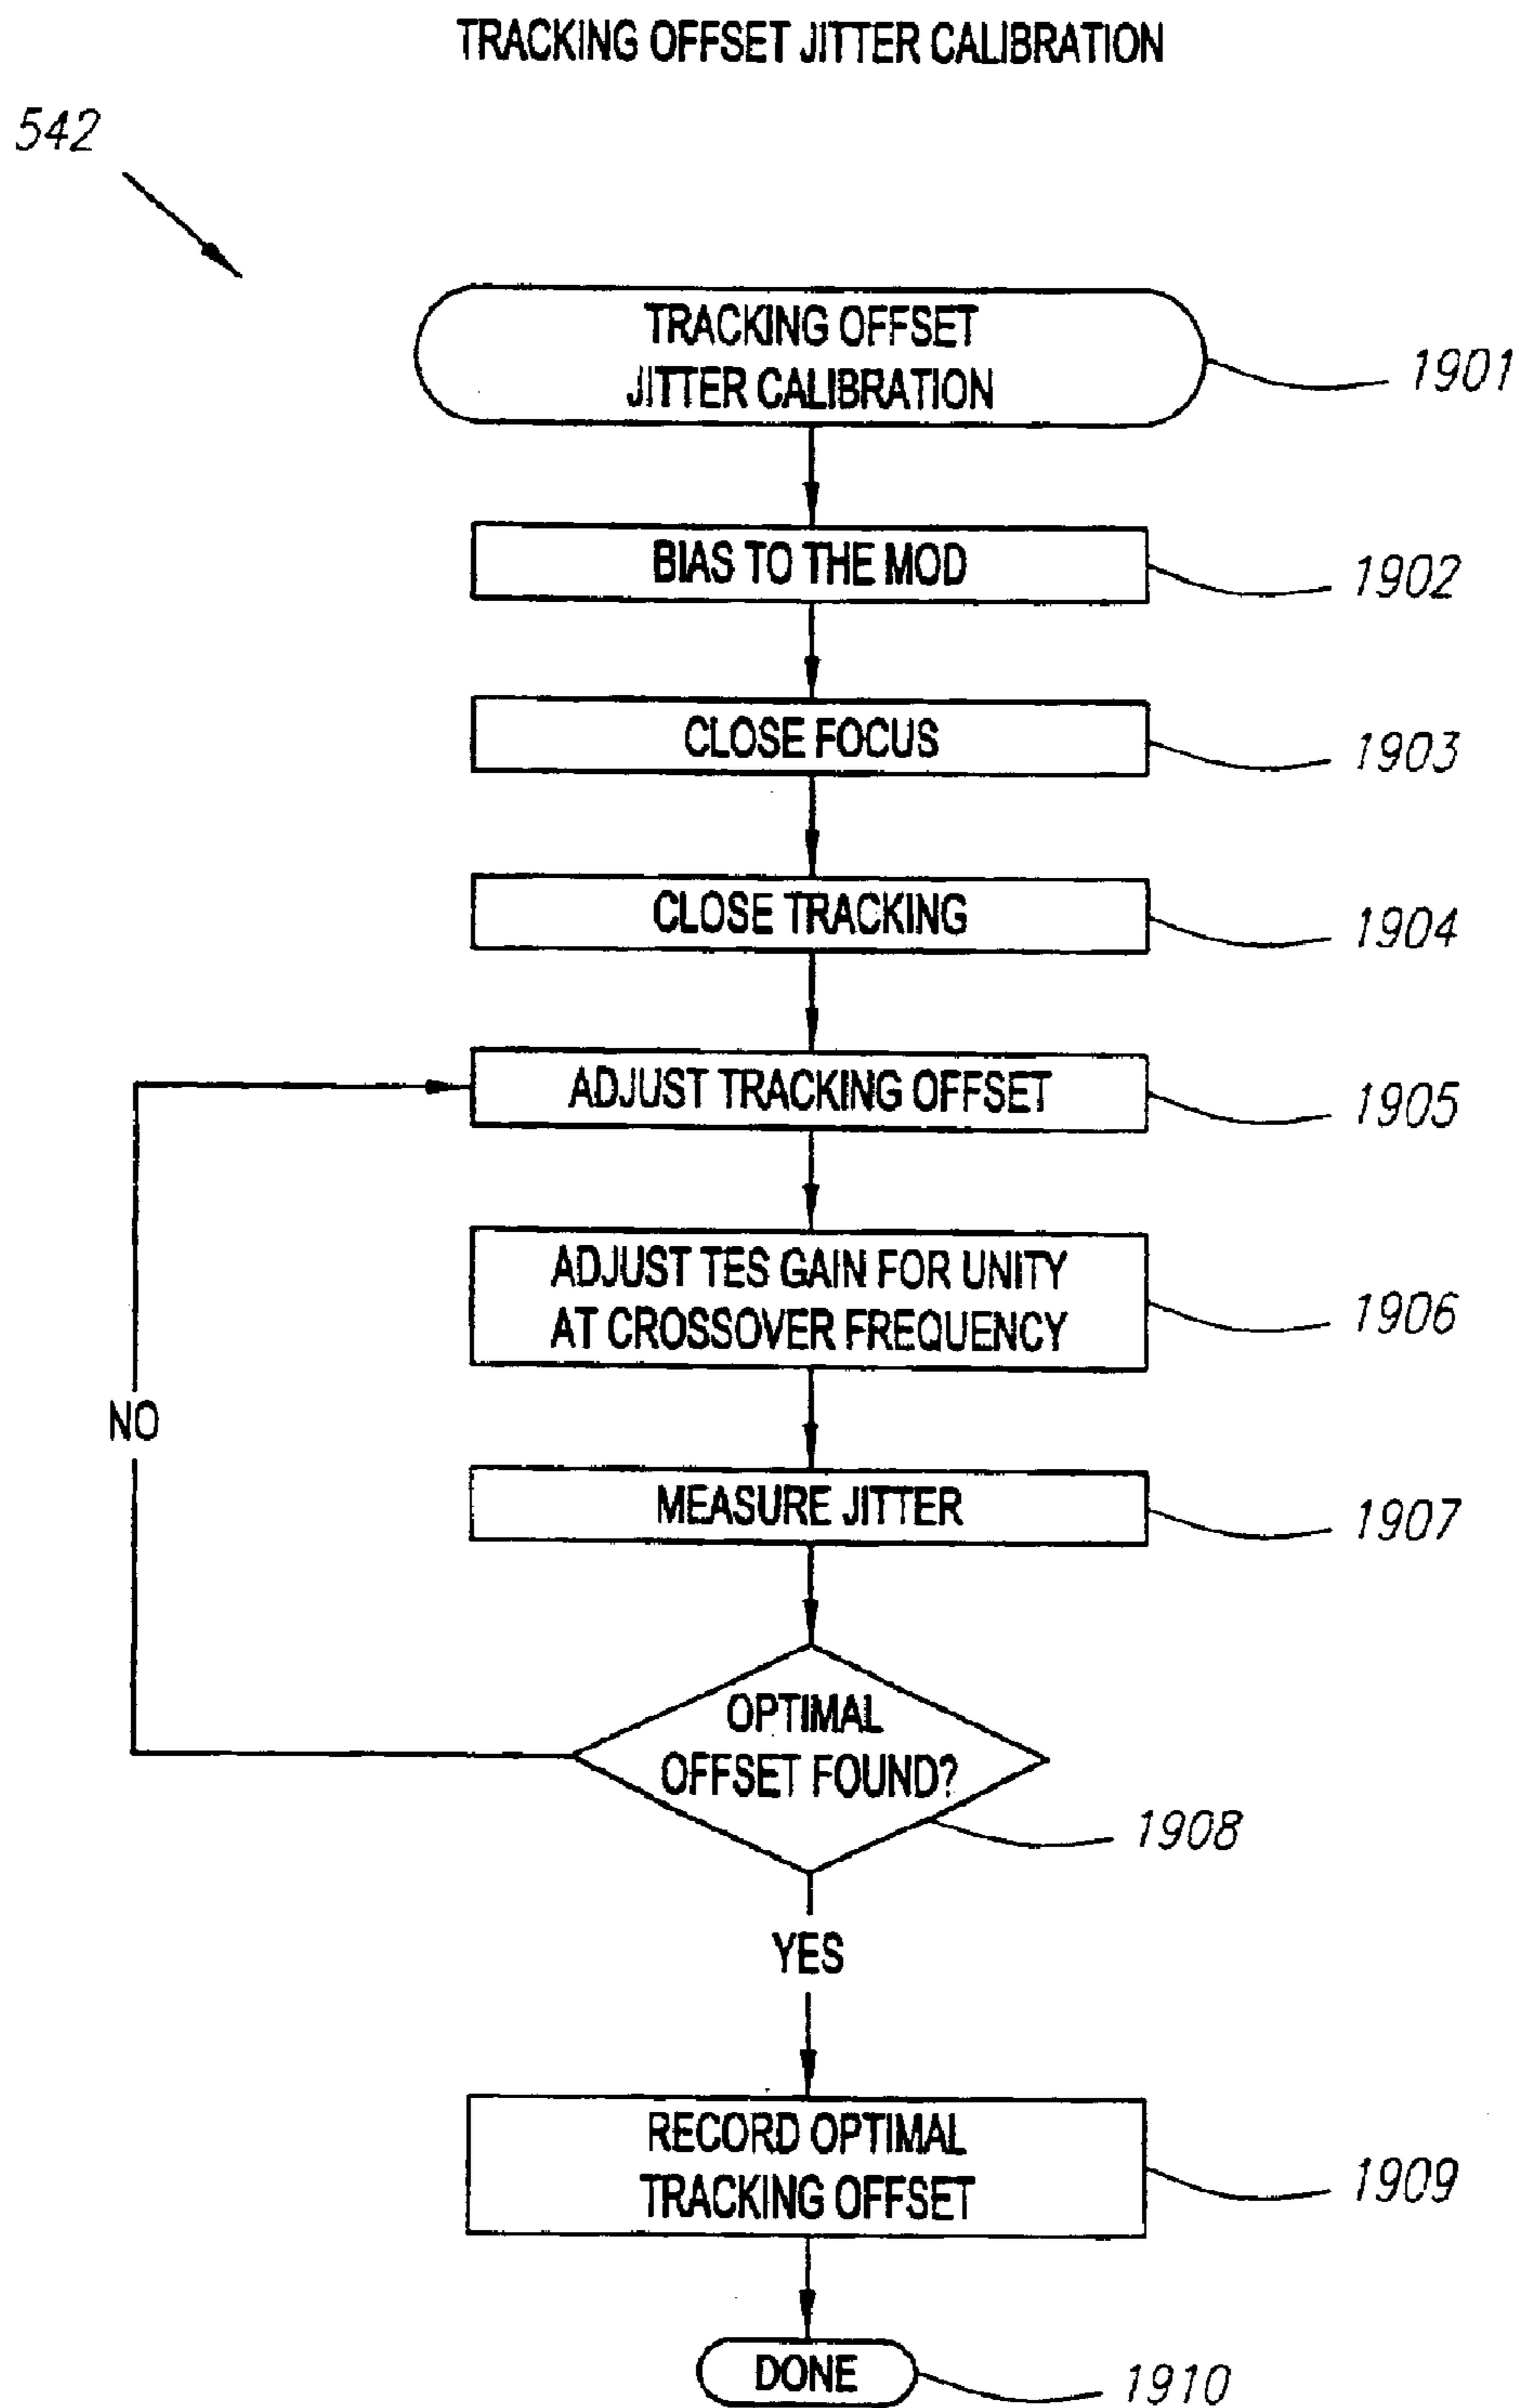 TRACKING OFFSET JITTER CALIBRATION
542
TRACKING OFFSET
JITTER CALIBRATION
1901
BIAS TO THE MOD
1902
CLOSE FOCUS
1903
CLOSE TRACKING
1904
ADJUST TRACKING OFFSET
1905
ADJUST TES GAIN FOR UNITY
AT CROSSOVER FREQUENCY
1906
NO
MEASURE JITTER
1907
OPTIMAL
OFFSET FOUND?
1908
YES
RECORD OPTIMAL
TRACKING OFFSET
1909
DONE
1910